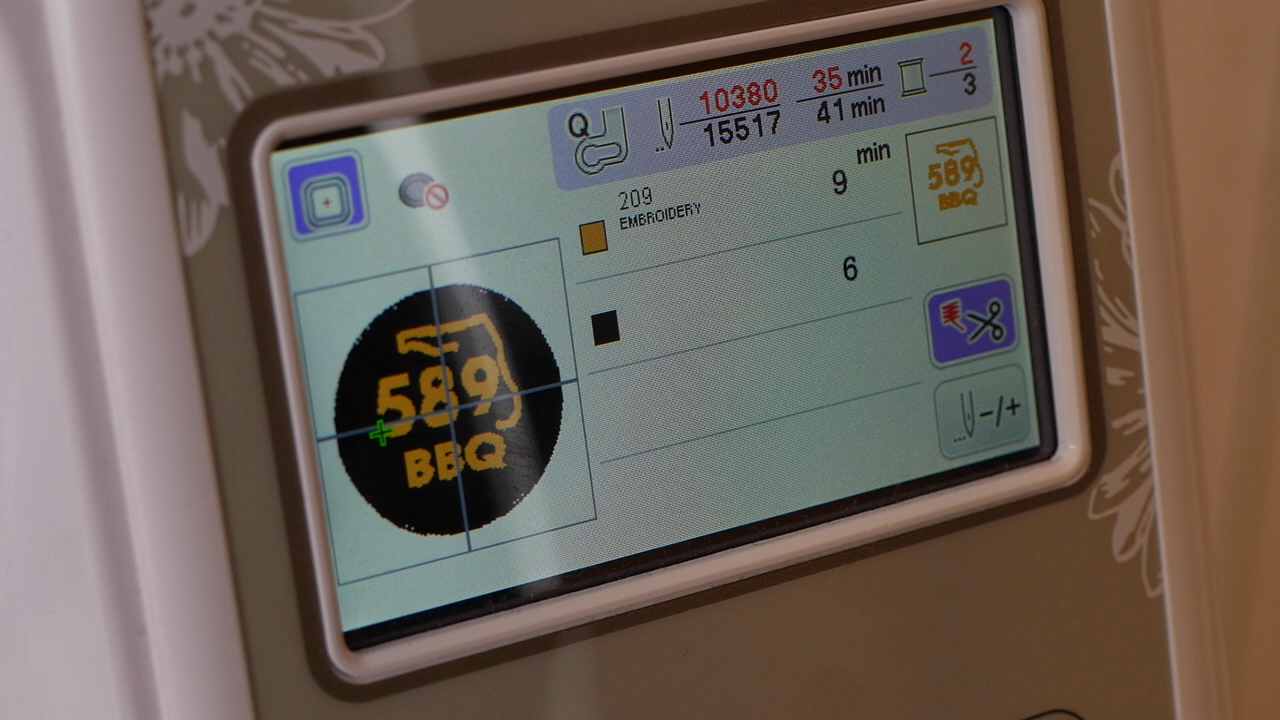 Q
10380
15517
35 min
41 min
2
3
209
EMBROIDERY
9 min
6
589
BBQ
589
BBQ
-/+